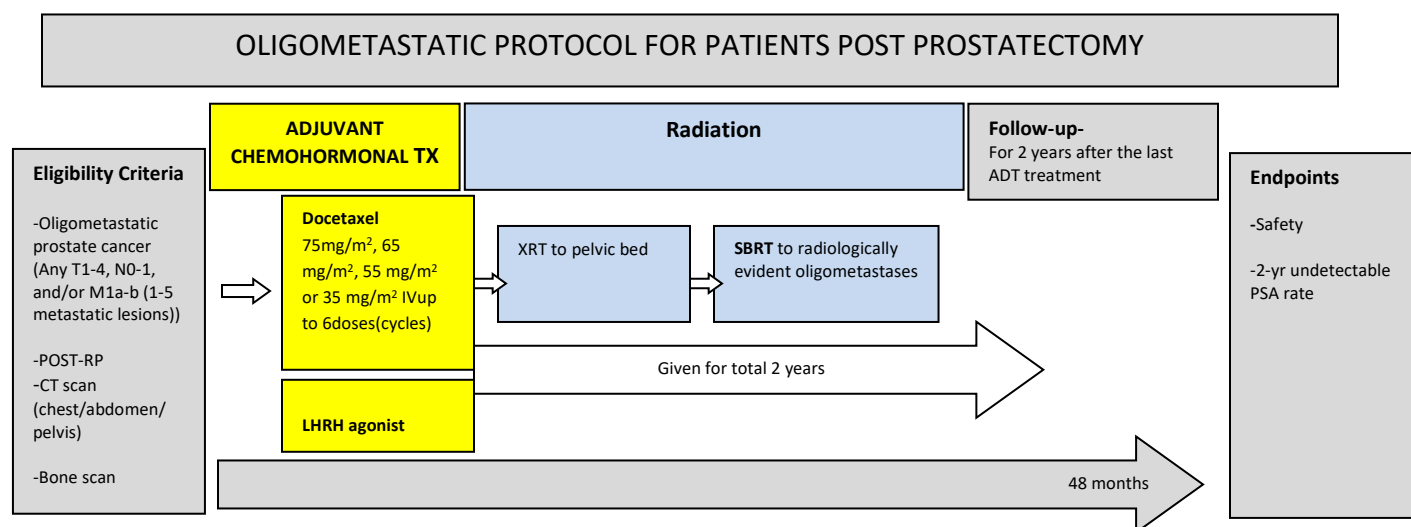 OLIGOMETASTATIC PROTOCOL FOR PATIENTS POST PROSTATECTOMY
Eligibility Criteria
-Oligometastatic
prostate cancer
(Any T1-4, N0-1,
and/or M1a-b (1-5
metastatic lesions))
-POST-RP
-CT scan
(chest/abdomen/
pelvis)
-Bone scan
ADJUVANT
CHEMOHORMONAL TX
Docetaxel
75mg/m², 65
mg/m², 55 mg/m²
or 35 mg/m² IVup
to 6doses(cycles)
LHRH agonist
Radiation
XRT to pelvic bed
SBRT to radiologically
evident oligometastases
Given for total 2 years
Follow-up-
For 2 years after the last
ADT treatment
48 months
Endpoints
-Safety
-2-yr undetectable
PSA rate